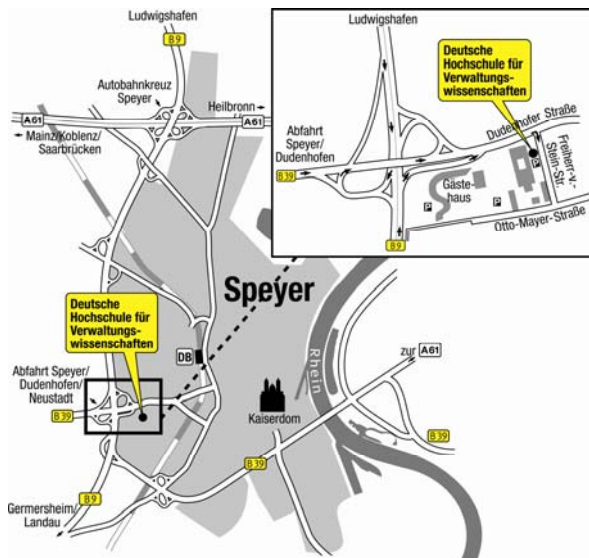 Ludwigshafen
B9
Autobahnkreuz
Speyer
Heilbronn
A61
A61
Mainz/Koblenz/
Saarbrücken
Speyer
Deutsche
Hochschule für
Verwaltungs-
wissenschaften
DB
Rhein
zur A61
Abfahrt Speyer/
Dudenhofen/
Neustadt
B39
Kaiserdom
B39
B39
B9
Germersheim/
Landau
Ludwigshafen
Deutsche
Hochschule für
Verwaltungs-
wissenschaften
Abfahrt
Speyer/
Dudenhofen
B39
Dudenhofer Straße
Freiherr-v.-
Stein-Str.
P
Gäste-
haus
P
P
Otto-Mayer-Straße
B9